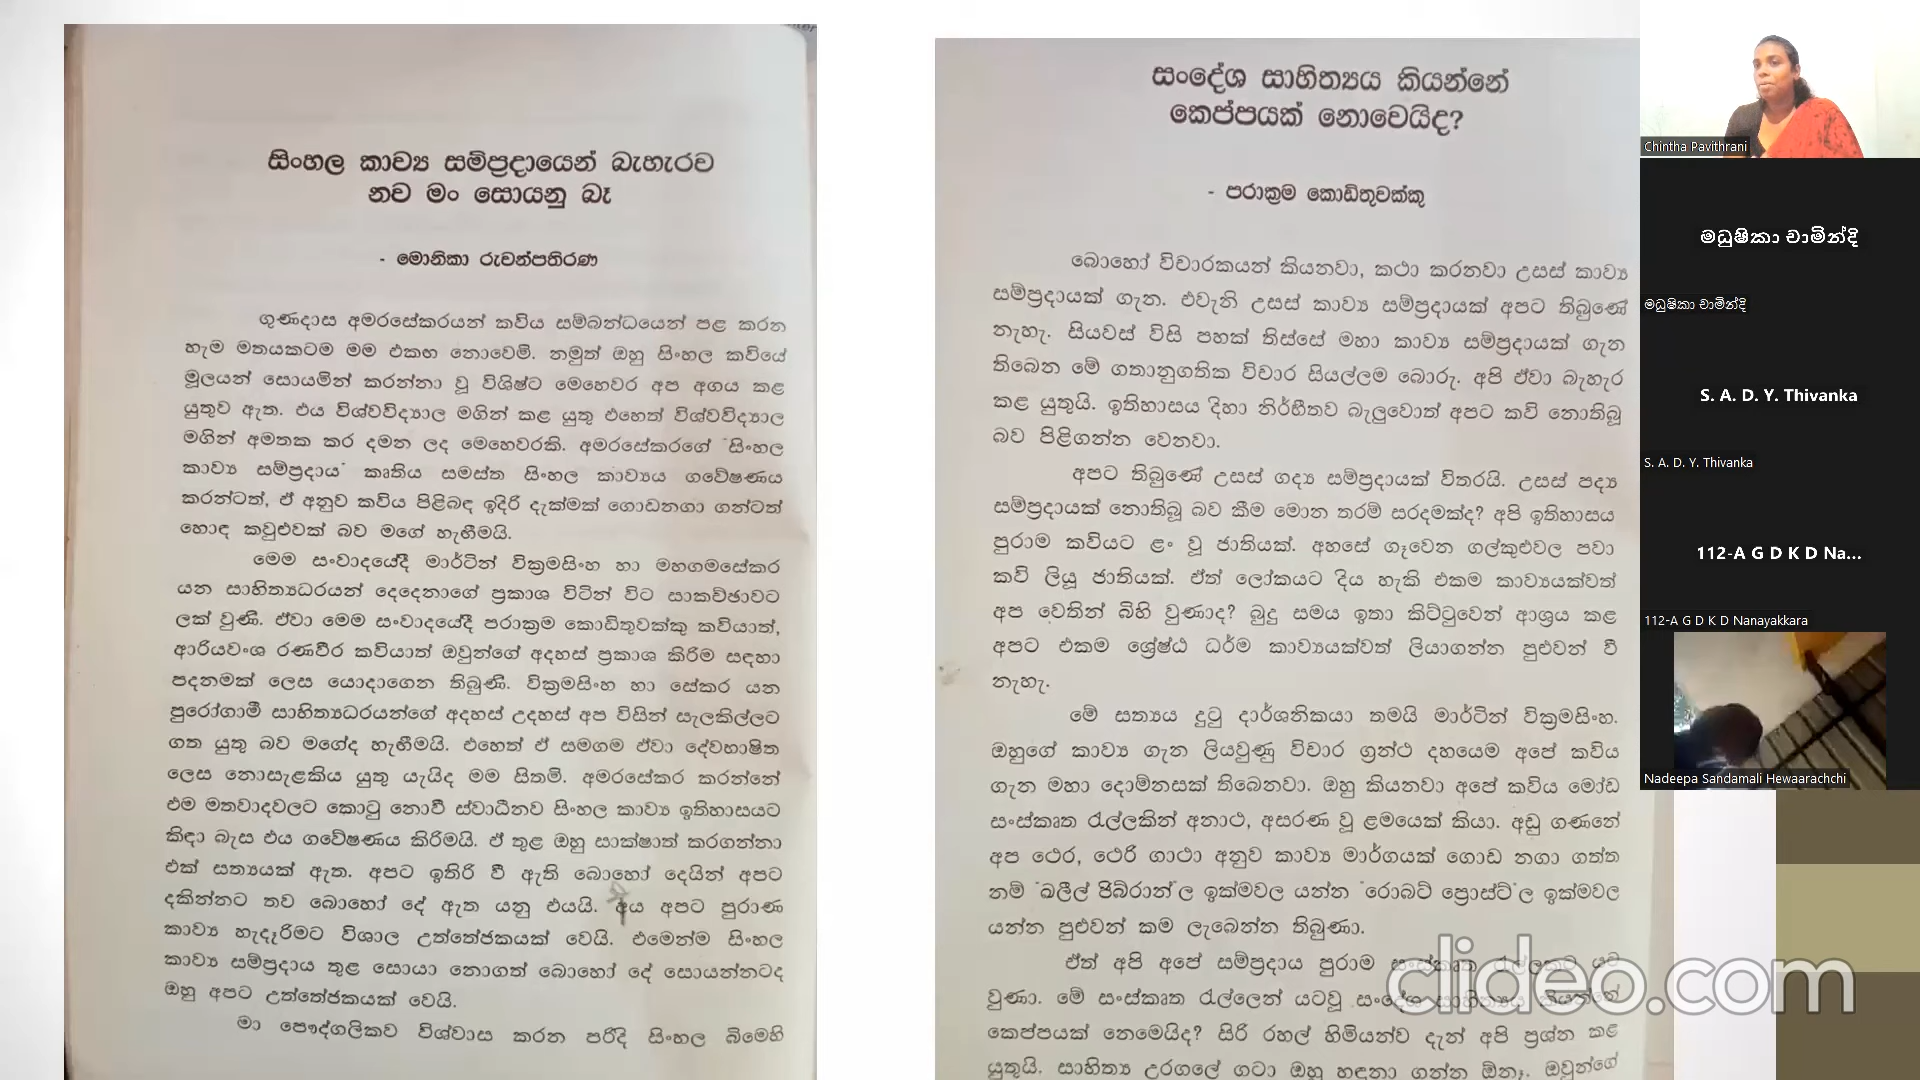 සිංහල කාව්‍ය සම්ප්‍රදායෙන් බැහැරව
නව මං සොයනු බෑ
- මොනිකා රුවන්පතිරණ
ගුණදාස අමරසේකරයන් කවිය සම්බන්ධයෙන් පළ කරන
හැම මතයකටම මම එකඟ නොවෙමි. නමුත් ඔහු සිංහල කවියේ
මූලයන් සොයමින් කරන්නා වූ විශිෂ්ට මෙහෙවර අප අගය කළ
යුතුව ඇත. එය විශ්වවිද්‍යාල මගින් කළ යුතු එහෙත් විශ්වවිද්‍යාල
මගින් අමතක කර දමන ලද මෙහෙවරකි. අමරසේකරගේ "සිංහල
කාව්‍ය සම්ප්‍රදාය" කෘතිය සමස්ත සිංහල කාව්‍යය ගවේෂණය
කරන්ටත්, ඒ අනුව කවිය පිළිබඳ ඉදිරි දැක්මක් ගොඩනගා ගන්ටත්
හොඳ කවුළුවක් බව මගේ හැඟීමයි.
මෙම සංවාදයේදී මාර්ටින් වික්‍රමසිංහ හා මහගමසේකර
යන සාහිත්‍යධරයන් දෙදෙනාගේ ප්‍රකාශ විටින් විට සාකච්ඡාවට
ලක් වුණි. ඒවා මෙම සංවාදයේදී පරාක්‍රම කොඩිතුවක්කු කවියාත්,
ආරියවංශ රණවීර කවියාත් ඔවුන්ගේ අදහස් ප්‍රකාශ කිරීම සඳහා
පදනමක් ලෙස යොදාගෙන තිබුණි. වික්‍රමසිංහ හා සේකර යන
පුරෝගාමී සාහිත්‍යධරයන්ගේ අදහස් උදහස් අප විසින් සැලකිල්ලට
ගත යුතු බව මගේද හැඟීමයි. එහෙත් ඒ සමගම ඒවා දේවභාෂිත
ලෙස නොසැළකිය යුතු යැයිද මම සිතමි. අමරසේකර කරන්නේ
එම මතවාදවලට කොටු නොවී ස්වාධීනව සිංහල කාව්‍ය ඉතිහාසයට
කිඳා බැස එය ගවේෂණය කිරීමයි. ඒ තුළ ඔහු සාක්ෂාත් කරගන්නා
එක් සත්‍යයක් ඇත. අපට ඉතිරි වී ඇති බොහෝ දෙයින් අපට
දකින්නට තව බොහෝ දේ ඇත යනු එයයි. අය අපට පුරාණ
කාව්‍ය හැදෑරීමට විශාල උත්තේජකයක් වෙයි. එමෙන්ම සිංහල
කාව්‍ය සම්ප්‍රදාය තුළ සොයා නොගත් බොහෝ දේ සොයන්නටද
ඔහු අපට උත්තේජකයක් වෙයි.
මා පෞද්ගලිකව විශ්වාස කරන පරිදි සිංහල බිමෙහි
සංදේශ සාහිත්‍යය කියන්නේ
කෙප්පයක් නොවෙයිද?
- පරාක්‍රම කොඩිතුවක්කු
බොහෝ විචාරකයන් කියනවා, කථා කරනවා උසස් කාව්‍ය
සම්ප්‍රදායක් ගැන. එවැනි උසස් කාව්‍ය සම්ප්‍රදායක් අපට තිබුණේ
නැහැ. සියවස් විසි පහක් තිස්සේ මහා කාව්‍ය සම්ප්‍රදායක් ගැන
තිබෙන මේ ගතානුගතික විචාර සියල්ලම බොරු. අපි ඒවා බැහැර
කළ යුතුයි. ඉතිහාසය දිහා නිර්භීතව බැලුවොත් අපට කවි නොතිබූ
බව පිළිගන්න වෙනවා.
අපට තිබුණේ උසස් ගද්‍ය සම්ප්‍රදායක් විතරයි. උසස් පද්‍ය
සම්ප්‍රදායක් නොතිබූ බව කීම මොන තරම් සරදමක්ද? අපි ඉතිහාසය
පුරාම කවියට ළං වූ ජාතියක්. අහසේ ගෑවෙන ගල්කුළුවල පවා
කවි ලියූ ජාතියක්. ඒත් ලෝකයට දිය හැකි එකම කාව්‍යයක්වත්
අප වෙතින් බිහි වුණාද? බුදු සමය ඉතා කිට්ටුවෙන් ආශ්‍රය කළ
අපට එකම ශ්‍රේෂ්ඨ ධර්ම කාව්‍යයක්වත් ලියාගන්න පුළුවන් වී
නැහැ.
මේ සත්‍යය දුටු දාර්ශනිකයා තමයි මාර්ටින් වික්‍රමසිංහ.
ඔහුගේ කාව්‍ය ගැන ලියවුණු විචාර ග්‍රන්ථ දහයෙම අපේ කවිය
ගැන මහා දොම්නසක් තිබෙනවා. ඔහු කියනවා අපේ කවිය මෝඩ
සංස්කෘත රැල්ලකින් අනාථ, අසරණ වූ ළමයෙක් කියා. අඩු ගණනේ
අප ථෙර, ථෙරි ගාථා අනුව කාව්‍ය මාර්ගයක් ගොඩ නගා ගත්ත
නම් "ඛලීල් ජිබ්රාන්"ල ඉක්මවල යන්න "රොබට් ප්‍රොස්ට්"ල ඉක්මවල
යන්න පුළුවන් කම ලැබෙන්න තිබුණා.
ඒත් අපි අපේ සම්ප්‍රදාය පුරාම සංස්කෘත රැල්ලකට යට
වුණා. මේ සංස්කෘත රැල්ලෙන් යටවූ සංදේශ සාහිත්‍යය කියන්නේ
කෙප්පයක් නෙමෙයිද? සිරි රහල් හිමියන්ව දැන් අපි ප්‍රශ්න කළ
යුතුයි. සාහිත්‍ය උරගලේ ගටා ඔහු හඳුනා ගන්න ඕනෑ. ඔවුන්ගේ
Chintha Pavithrani
මධුෂිකා චාමින්දි
මධුෂිකා චාමින්දි
S. A. D. Y. Thivanka
S. A. D. Y. Thivanka
112-A G D K D Na...
112-A G D K D Nanayakkara
Nadeepa Sandamali Hewaarachchi
clideo.com